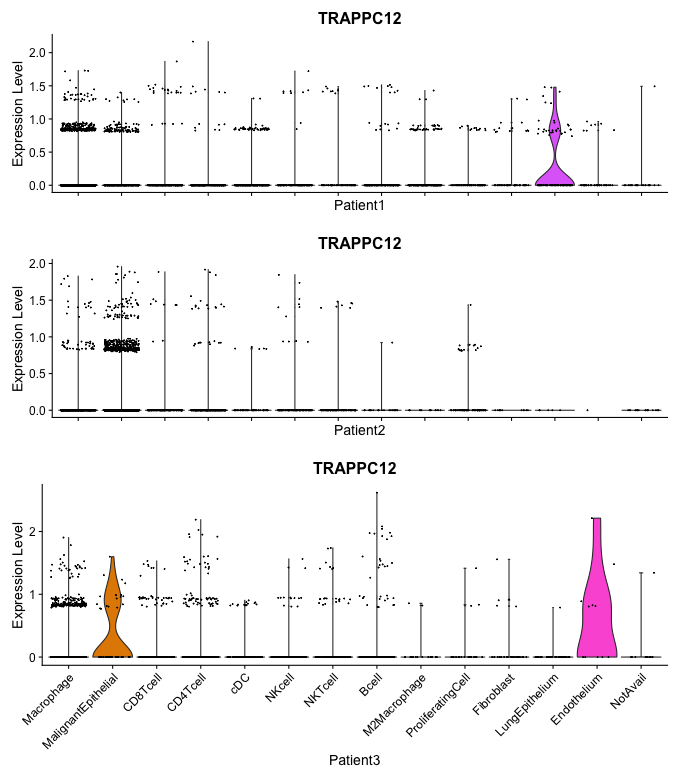 TRAPPC12
Expression Level
2.0
1.5
1.0
0.5
0.0
Patient1
TRAPPC12
Expression Level
2.0
1.5
1.0
0.5
0.0
Patient2
TRAPPC12
Expression Level
2
1
0
Macrophage
MalignantEpithelial
CD8Tcell
CD4Tcell
cDC
NKcell
NKTcell
Bcell
M2Macrophage
ProliferatingCell
Fibroblast
LungEpithelium
Endothelium
NotAvail
Patient3